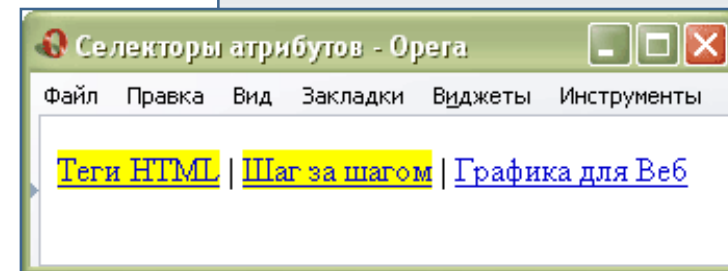 Селекторы атрибутов - Opera
Файл Правка Вид Закладки Виджеты Инструменты
Теги HTML | Шаг за шагом | Графика для Веб